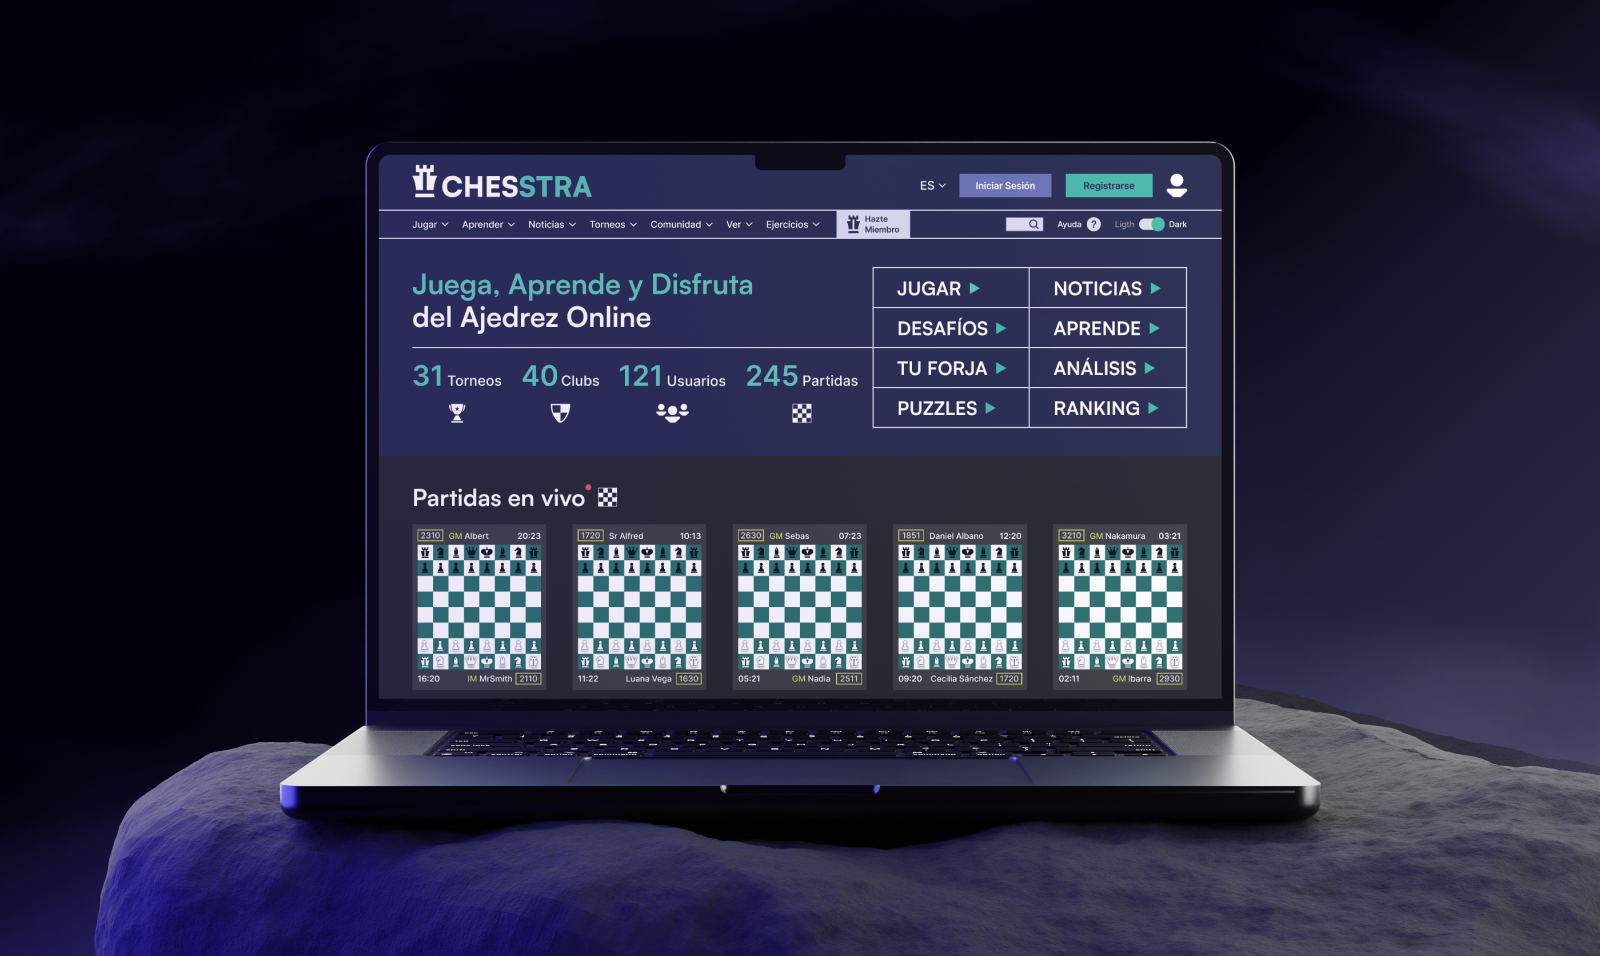 CHESSTRA
ES
Iniciar Sesión
Registrarse
Jugar
Aprender
Noticias
Torneos
Comunidad
Ver
Ejercicios
Hazte
Miembro
Ayuda ?
Ligth
Dark
Juega, Aprende y Disfruta
del Ajedrez Online
31 Torneos
40 Clubs
121 Usuarios
245 Partidas
JUGAR
NOTICIAS
DESAFÍOS
APRENDE
TU FORJA
ANÁLISIS
PUZZLES
RANKING
Partidas en vivo
2310 GM Albert 20:23
16:20 IM MrSmith 2110
1720 Sr Alfred 10:13
11:22 Luana Vega 1630
2630 GM Sebas 07:23
05:21 GM Nadia 2511
1851 Daniel Albano 12:20
09:20 Cecilia Sánchez 1720
3210 GM Nakamura 03:21
02:11 GM Ibarra 2930